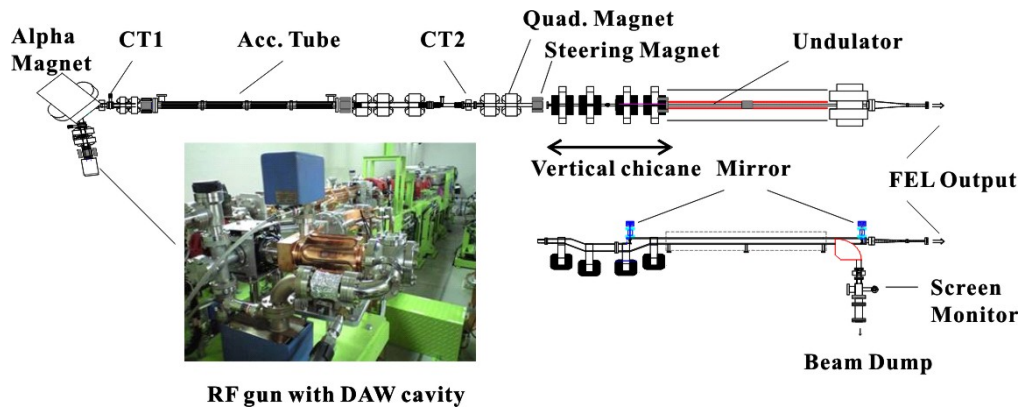 Alpha
Magnet
CT1
Acc. Tube
CT2
Quad. Magnet
Steering Magnet
Undulator
Vertical chicane
Mirror
FEL Output
Screen
Monitor
Beam Dump
RF gun with DAW cavity